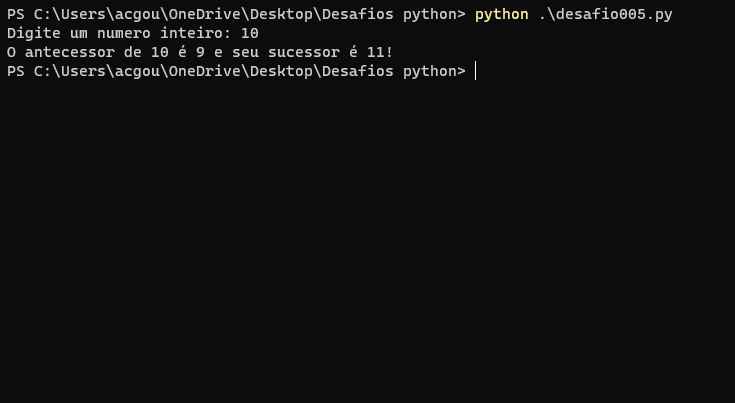 PS C:\Users\acgou\OneDrive\Desktop\Desafios python> python .\desafio005.py
Digite um numero inteiro: 10
O antecessor de 10 é 9 e seu sucessor é 11!
PS C:\Users\acgou\OneDrive\Desktop\Desafios python>